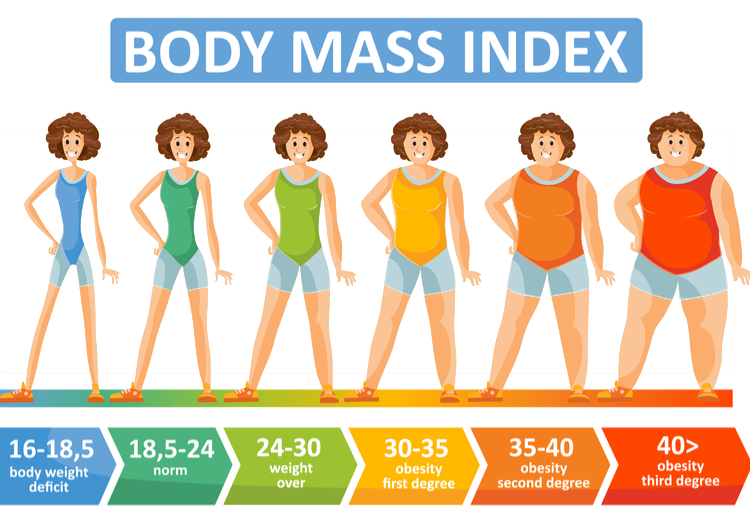 BODY MASS INDEX
16-18,5
body weight
deficit
18,5-24
norm
24-30
weight
over
30-35
obesity
first degree
35-40
obesity
second degree
40>
obesity
third degree